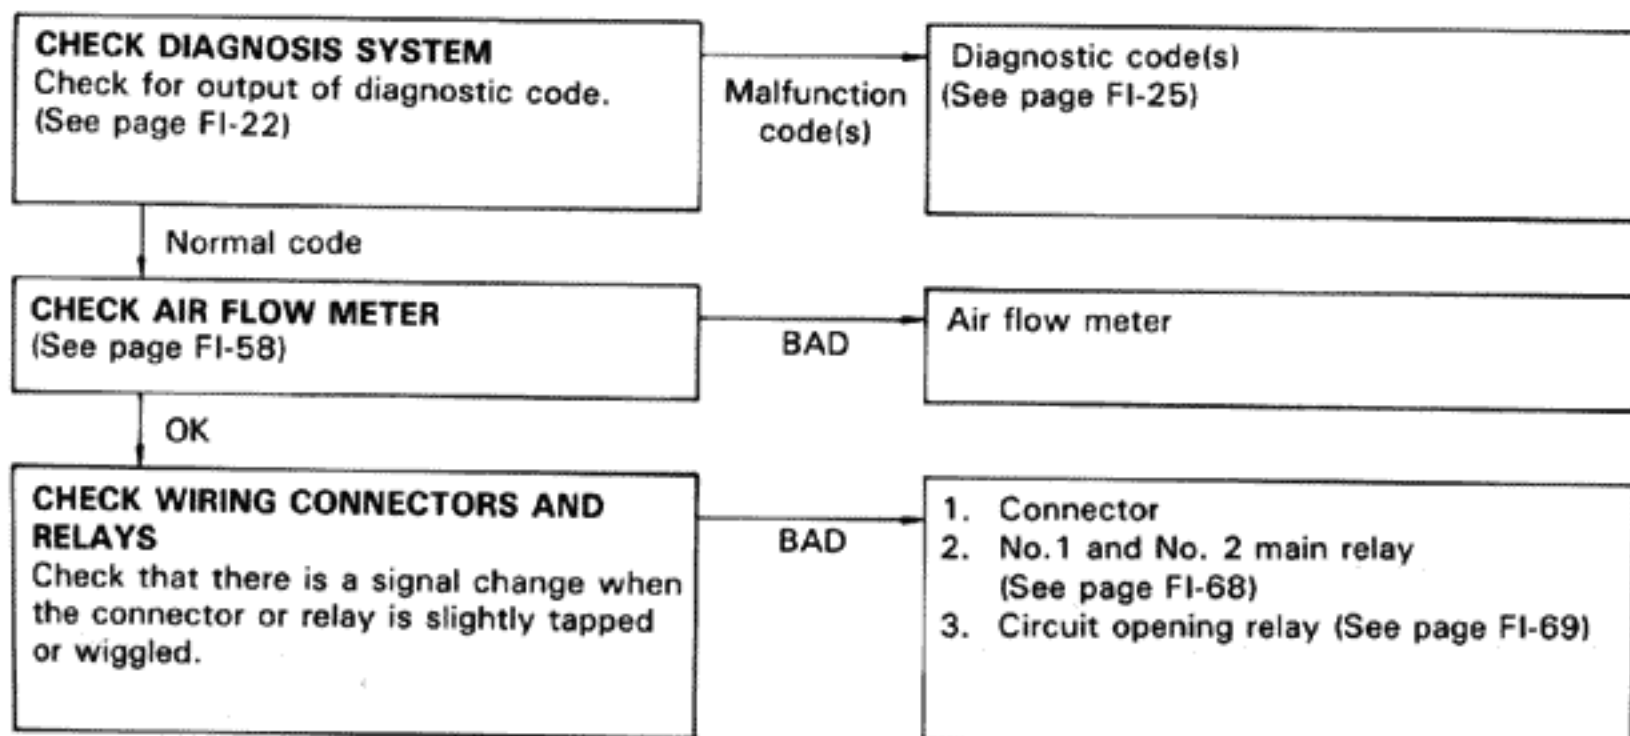 CHECK DIAGNOSIS SYSTEM
Check for output of diagnostic code.
(See page FI-22)
Malfunction
code(s)
Diagnostic code(s)
(See page FI-25)
Normal code
CHECK AIR FLOW METER
(See page FI-58)
BAD
Air flow meter
OK
CHECK WIRING CONNECTORS AND
RELAYS
Check that there is a signal change when
the connector or relay is slightly tapped
or wiggled.
BAD
1. Connector
2. No.1 and No. 2 main relay
(See page FI-68)
3. Circuit opening relay (See page FI-69)